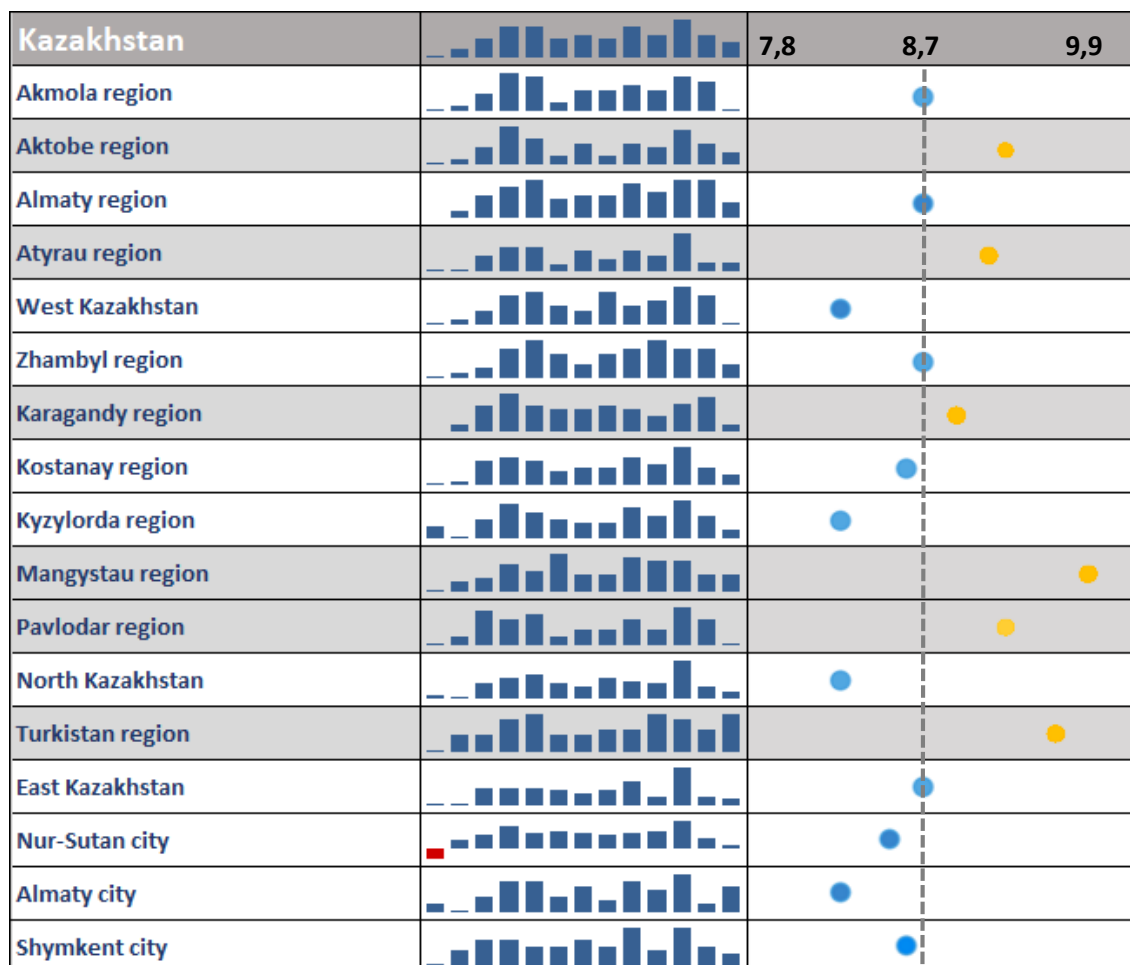 Kazakhstan 7,8 8,7 9,9
Akmola region
Aktobe region
Almaty region
Atyrau region
West Kazakhstan
Zhambyl region
Karagandy region
Kostanay region
Kyzylorda region
Mangystau region
Pavlodar region
North Kazakhstan
Turkistan region
East Kazakhstan
Nur-Sutan city
Almaty city
Shymkent city